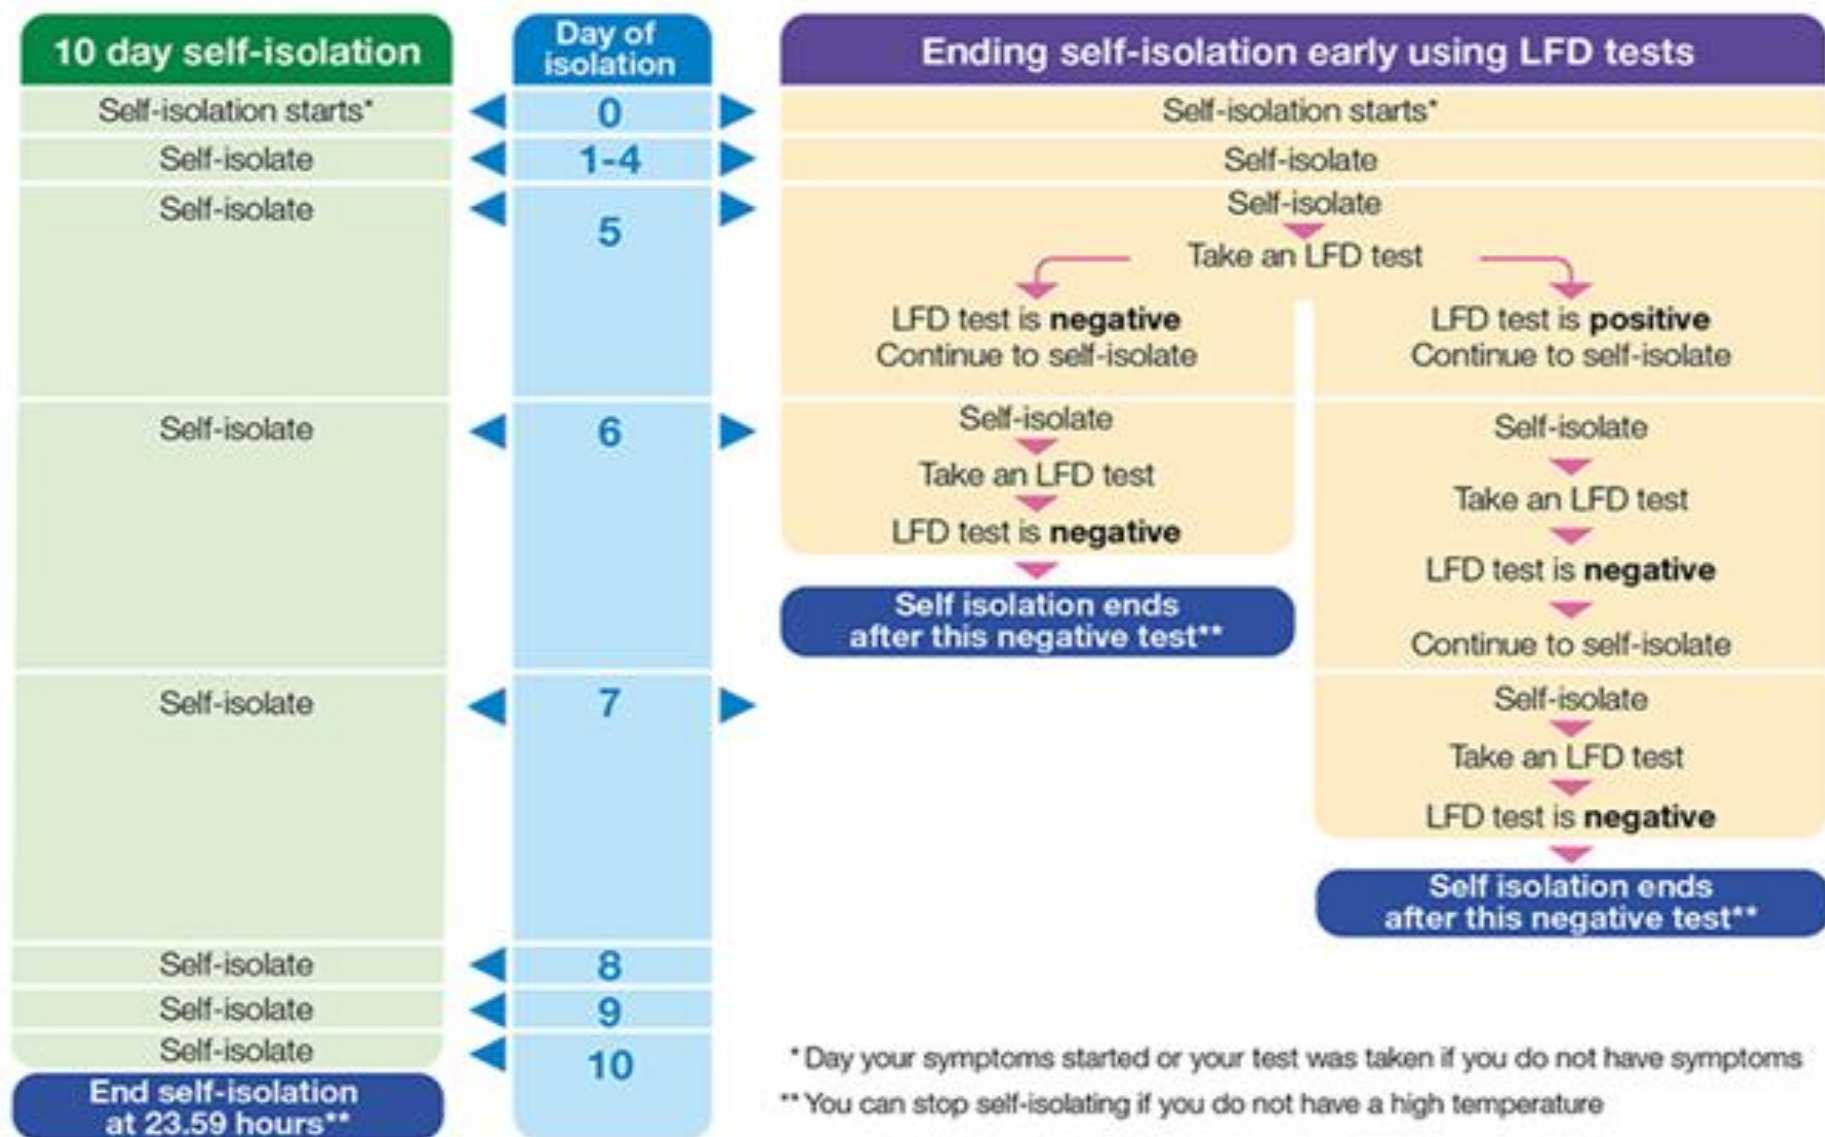 10 day self-isolation
Day of
isolation
Ending self-isolation early using LFD tests
Self-isolation starts*
0
Self-isolation starts*
Self-isolate
1-4
Self-isolate
Self-isolate
5
Self-isolate
Take an LFD test
LFD test is negative
Continue to self-isolate
LFD test is positive
Continue to self-isolate
Self-isolate
6
Self-isolate
Take an LFD test
LFD test is negative
Self isolation ends
after this negative test**
Self-isolate
Take an LFD test
LFD test is negative
Continue to self-isolate
Self-isolate
7
Self-isolate
Take an LFD test
LFD test is negative
Self isolation ends
after this negative test**
Self-isolate
8
Self-isolate
9
Self-isolate
10
End self-isolation
at 23.59 hours**
* Day your symptoms started or your test was taken if you do not have symptoms
** You can stop self-isolating if you do not have a high temperature